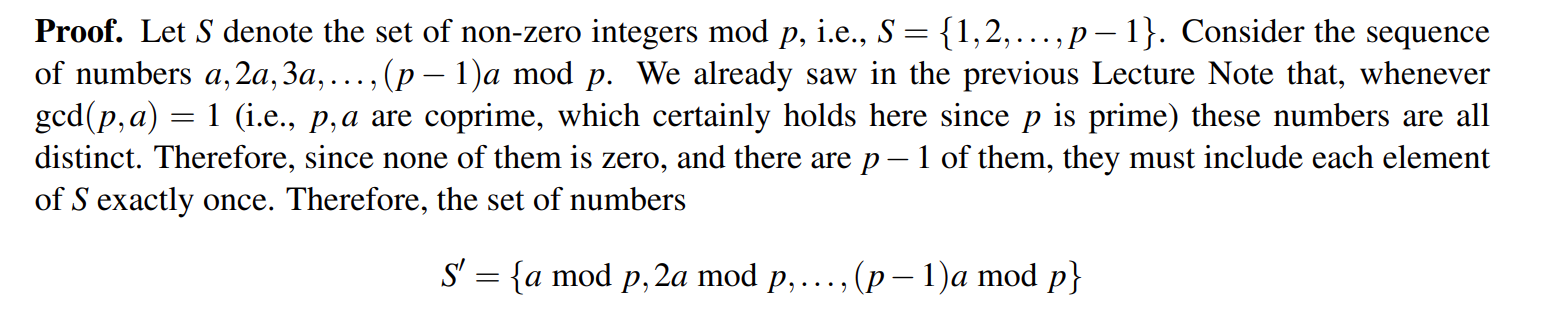 Proof. Let S denote the set of non-zero integers mod p, i.e., S = {1,2,...,p−1}. Consider the sequence
of numbers a,2a,3a,...,(p−1)a mod p. We already saw in the previous Lecture Note that, whenever
gcd(p,a) = 1 (i.e., p,a are coprime, which certainly holds here since p is prime) these numbers are all
distinct. Therefore, since none of them is zero, and there are p−1 of them, they must include each element
of S exactly once. Therefore, the set of numbers
S′ = {a mod p,2a mod p,...,(p−1)a mod p}